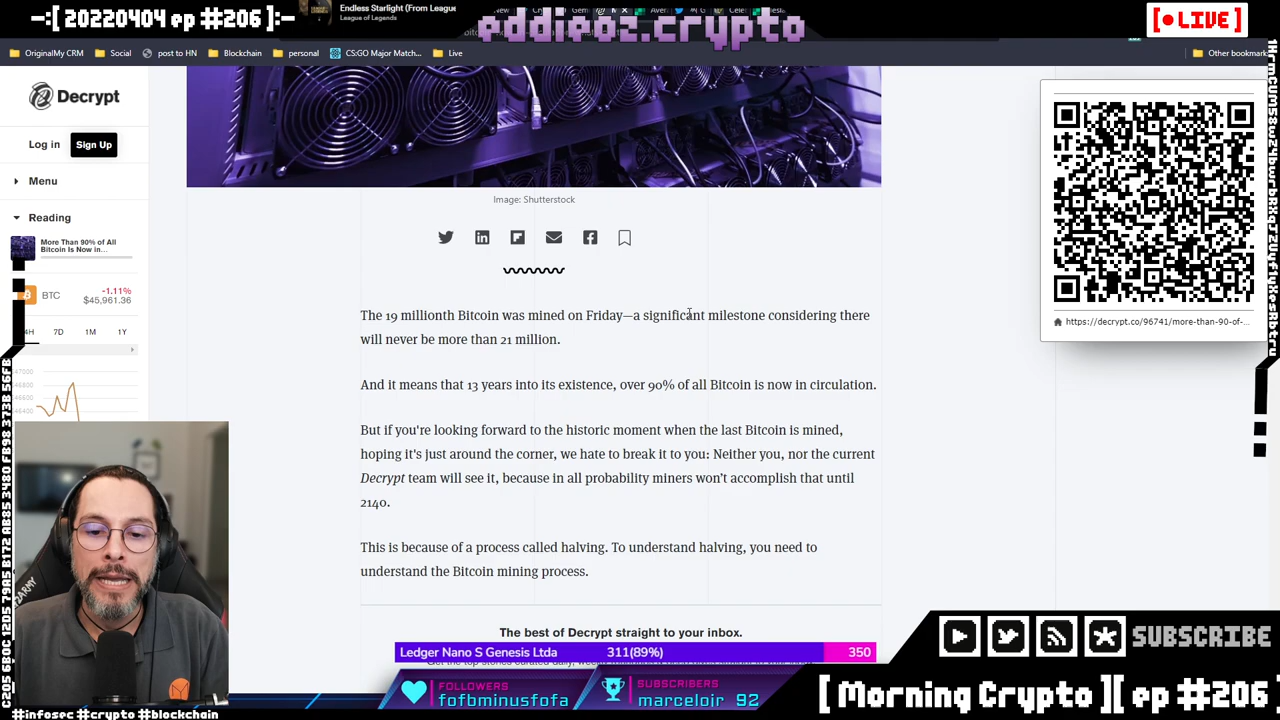 -:[ 20220404 ep #206 ]:-
Endless Starlight (From League
League of Legends
eddieoz.crypto
[● LIVE ]
OriginalMy CRM
Social
post to HN
Blockchain
personal
CS:GO Major Match...
Live
Other bookmark
Decrypt
Log in
Sign Up
Menu
Reading
More Than 90% of All
Bitcoin Is Now in...
BTC
-1.11%
$45,961.36
7D
1M
1Y
Image: Shutterstock
The 19 millionth Bitcoin was mined on Friday—a significant milestone considering there
will never be more than 21 million.
And it means that 13 years into its existence, over 90% of all Bitcoin is now in circulation.
But if you're looking forward to the historic moment when the last Bitcoin is mined,
hoping it's just around the corner, we hate to break it to you: Neither you, nor the current
Decrypt team will see it, because in all probability miners won't accomplish that until
2140.
This is because of a process called halving. To understand halving, you need to
understand the Bitcoin mining process.
The best of Decrypt straight to your inbox.
https://decrypt.co/96741/more-than-90-of-...
Ledger Nano S Genesis Ltda
311(89%)
350
FOLLOWERS
fofbminusfofa
SUBSCRIBERS
marceloir 92
SUBSCRIBE
[ Morning Crypto ][ ep #206 ]
#infosec #crypto #blockchain